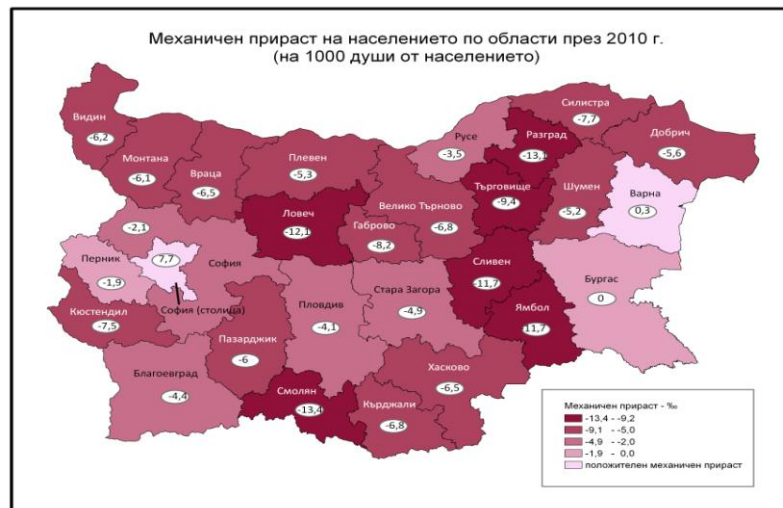 Механичен прираст на населението по области през 2010 г.
(на 1000 души от населението)
Видин
-6,2
Монтана
-6,1
Враца
-6,5
Плевен
-5,3
Русе
-3,5
Силистра
-7,7
Разград
-13,1
Добрич
-5,6
Търговище
-9,4
Шумен
-5,2
Варна
0,3
Ловеч
-12,1
Велико Търново
-6,8
Габрово
-8,2
-2,1
Перник
-1,9
7,7
София
София (столица)
Кюстендил
-7,5
Пловдив
-4,1
Стара Загора
-4,9
Сливен
-11,7
Бургас
0
Ямбол
11,7
Пазарджик
-6
Благоевград
-4,4
Смолян
-13,4
Хасково
-6,5
Кърджали
-6,8
Механичен прираст - ‰
-13,4 - -9,2
-9,1 - -5,0
-4,9 - -2,0
-1,9 - 0,0
положителен механичен прираст